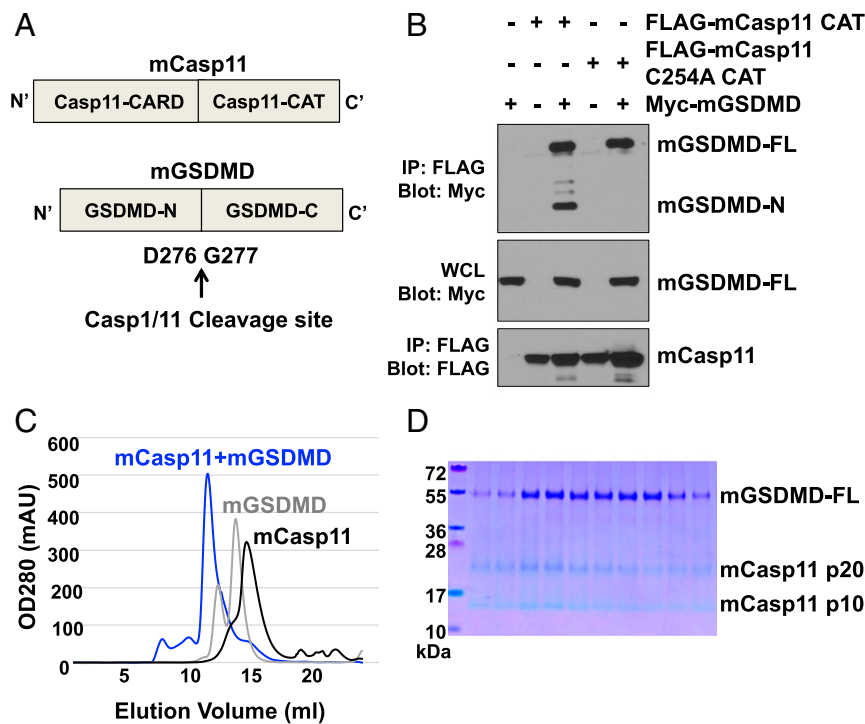 A
mCasp11
N' Casp11-CARD Casp11-CAT C'
mGSDMD
N' GSDMD-N GSDMD-C C'
D276 G277
Casp1/11 Cleavage site
B
- + + - - FLAG-mCasp11 CAT
- - - + + FLAG-mCasp11
C254A CAT
+ - + - + Myc-mGSDMD
IP: FLAG
Blot: Myc
mGSDMD-FL
mGSDMD-N
WCL
Blot: Myc
mGSDMD-FL
IP: FLAG
Blot: FLAG
mCasp11
C
600
500
400
300
200
100
0
OD280 (mAU)
mCasp11+mGSDMD
mGSDMD
mCasp11
5 10 15 20
Elution Volume (ml)
D
72
55
36
28
17
10
kDa
mGSDMD-FL
mCasp11 p20
mCasp11 p10